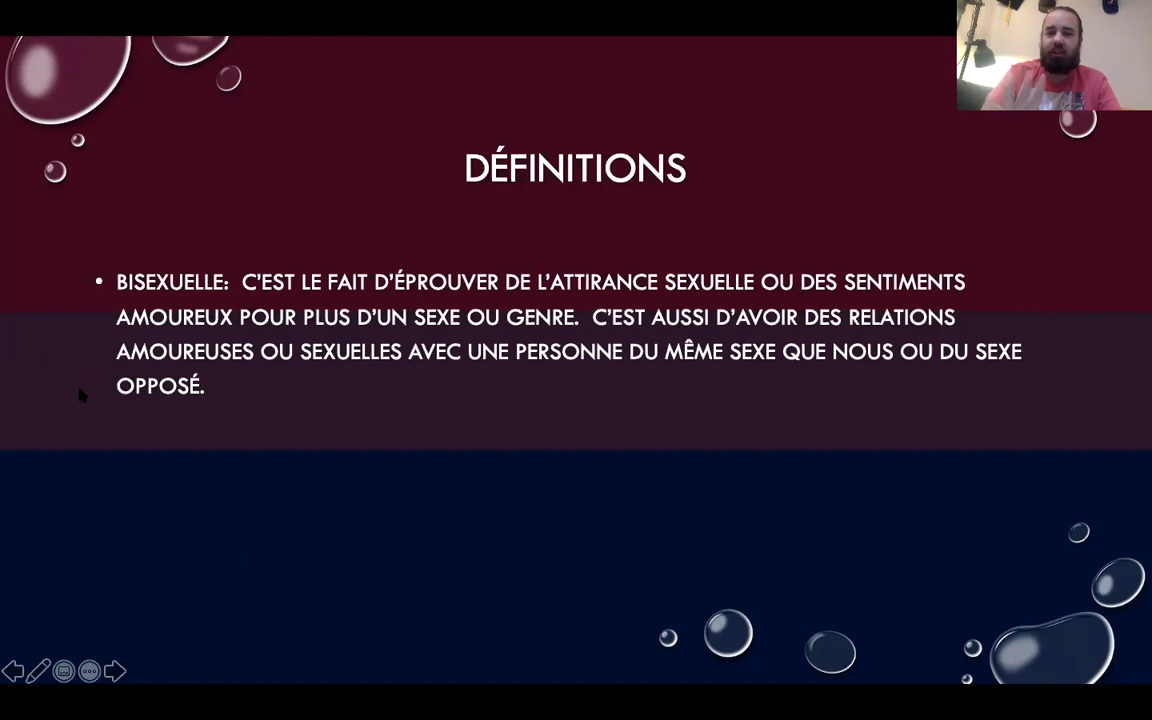 DÉFINITIONS
• BISEXUELLE: C'EST LE FAIT D'ÉPROUVER DE L'ATTIRANCE SEXUELLE OU DES SENTIMENTS
AMOUREUX POUR PLUS D'UN SEXE OU GENRE. C'EST AUSSI D'AVOIR DES RELATIONS
AMOUREUSES OU SEXUELLES AVEC UNE PERSONNE DU MÊME SEXE QUE NOUS OU DU SEXE
OPPOSÉ.